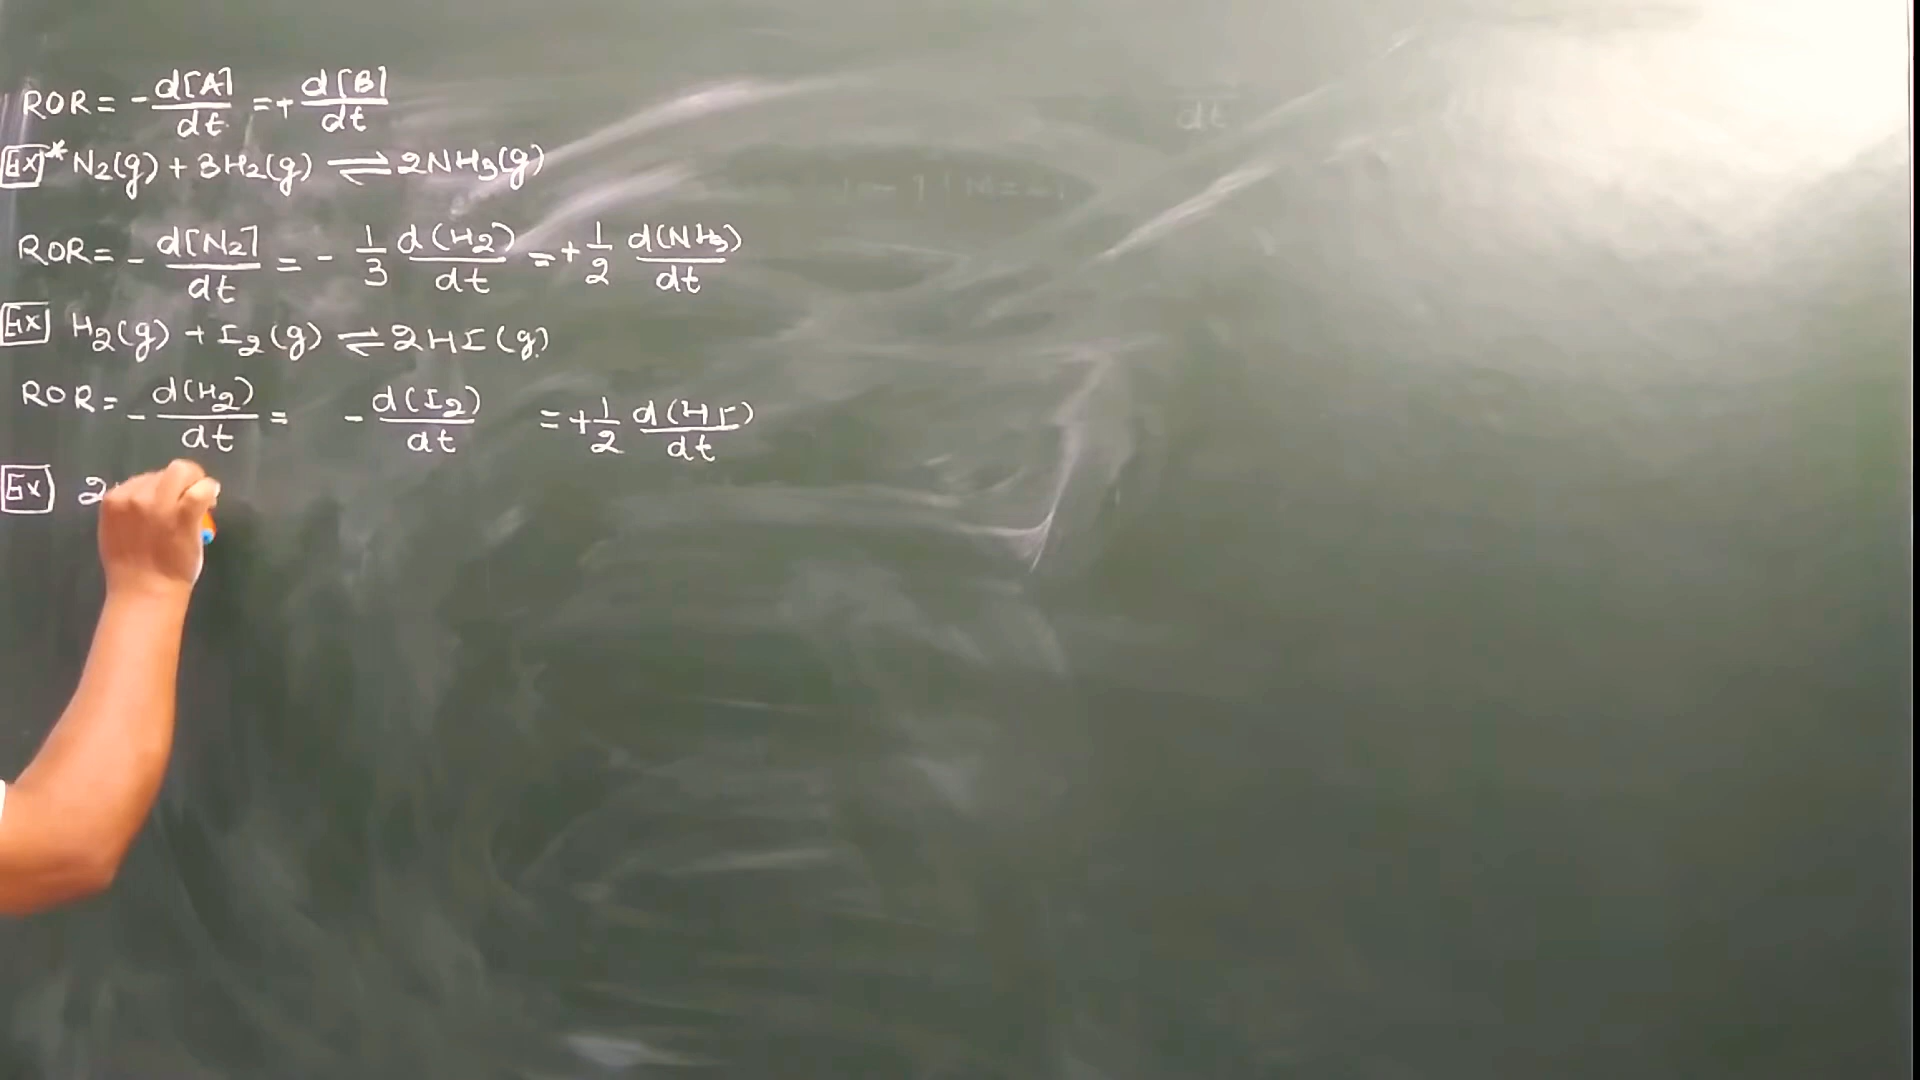 ROR = - d[A]/dt = + d[B]/dt
Ex * N2(g) + 3H2(g) ⇌ 2NH3(g)
ROR = - d[N2]/dt = - 1/3 d(H2)/dt = + 1/2 d(NH3)/dt
Ex H2(g) + I2(g) ⇌ 2HI(g)
ROR = - d(H2)/dt = - d(I2)/dt = + 1/2 d(HI)/dt
Ex 2
dt